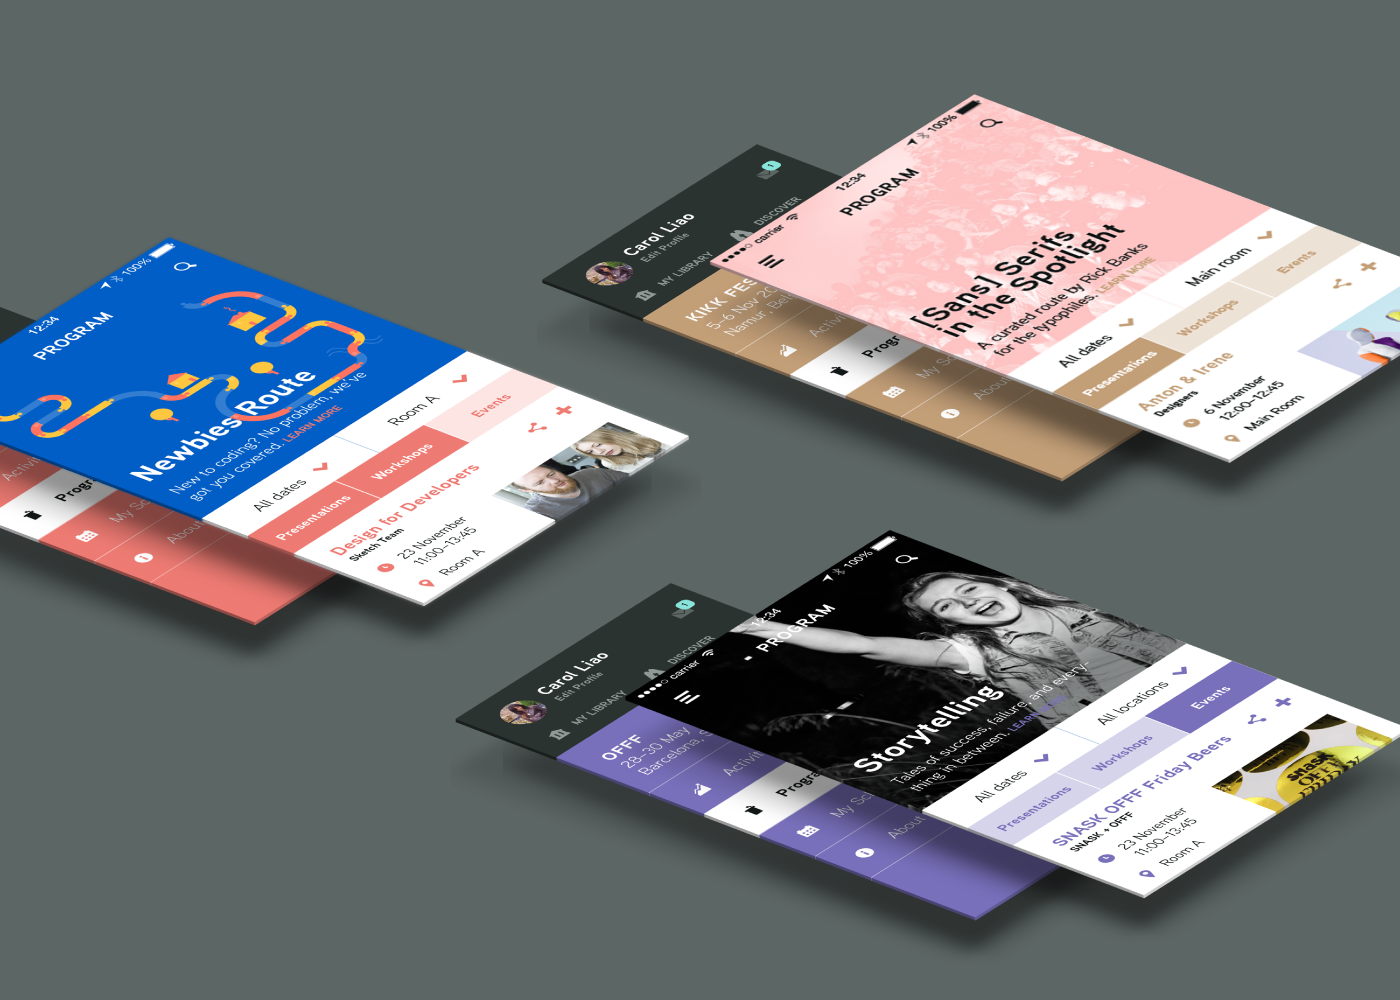 12:34
100%
PROGRAM
Newbies Route
New to coding? No problem, we've
got you covered. LEARN MORE
All dates
Room A
Presentations
Workshops
Events
Design for Developers
Sketch Team
23 November
11:00–13:45
Room A
Activi
Progr
My Sc
About
1
Carol Liao
Edit Profile
MY LIBRARY
DISCOVER
KIKK FES
5–6 Nov 20
Namur, Bel
Activi
Progr
My Sc
Abou
carrier
12:34
100%
PROGRAM
[Sans] Serifs
in the Spotlight
A curated route by Rick Banks
for the typophiles. LEARN MORE
All dates
Main room
Presentations
Workshops
Events
Anton & Irene
Designers
6 November
12:00–12:45
Main Room
1
Carol Liao
Edit Profile
MY LIBRARY
DISCOVER
OFFF
28–30 May
Barcelona,
Activit
Progra
My Sc
About
carrier
12:34
100%
PROGRAM
Storytelling
Tales of success, failure, and every-
thing in between.
All dates
All locations
Presentations
Workshops
Events
SNASK OFFF Friday Beers
SNASK + OFFF
23 November
11:00–13:45
Room A
SNASK
OFF